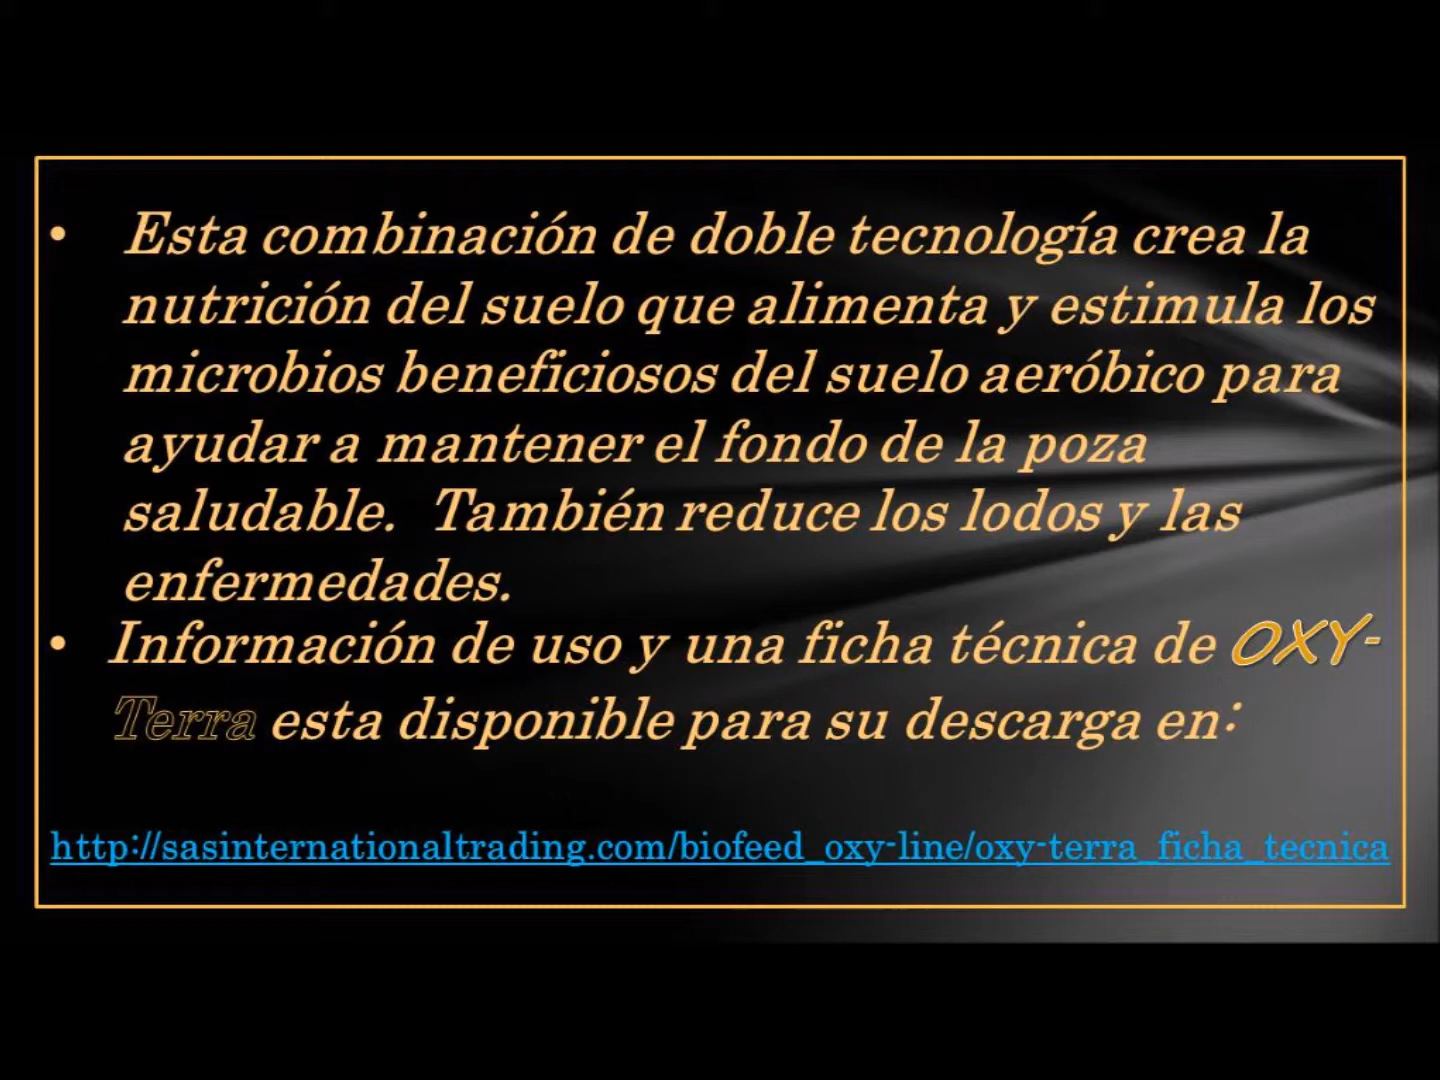 • Esta combinación de doble tecnología crea la
nutrición del suelo que alimenta y estimula los
microbios beneficiosos del suelo aeróbico para
ayudar a mantener el fondo de la poza
saludable. También reduce los lodos y las
enfermedades.
• Información de uso y una ficha técnica de OXY-
Terra esta disponible para su descarga en:
http://sasinternationaltrading.com/biofeed_oxy-line/oxy-terra_ficha_tecnica